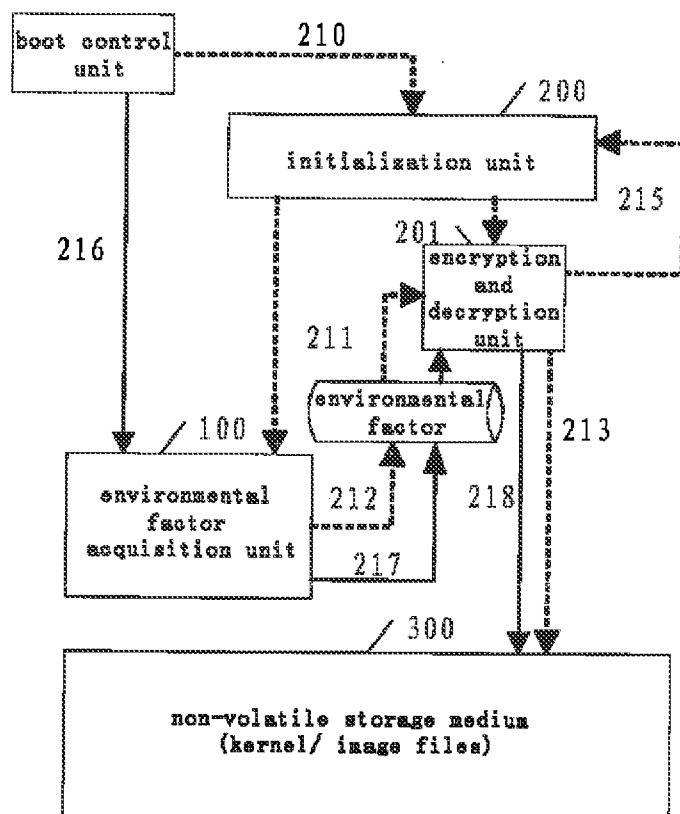 boot control
unit
210
200
initialization unit
215
216
201
encryption
and
decryption
unit
211
environmental
factor
213
100
environmental
factor
acquisition unit
212
218
217
300
non-volatile storage medium
(kernel/ image files)